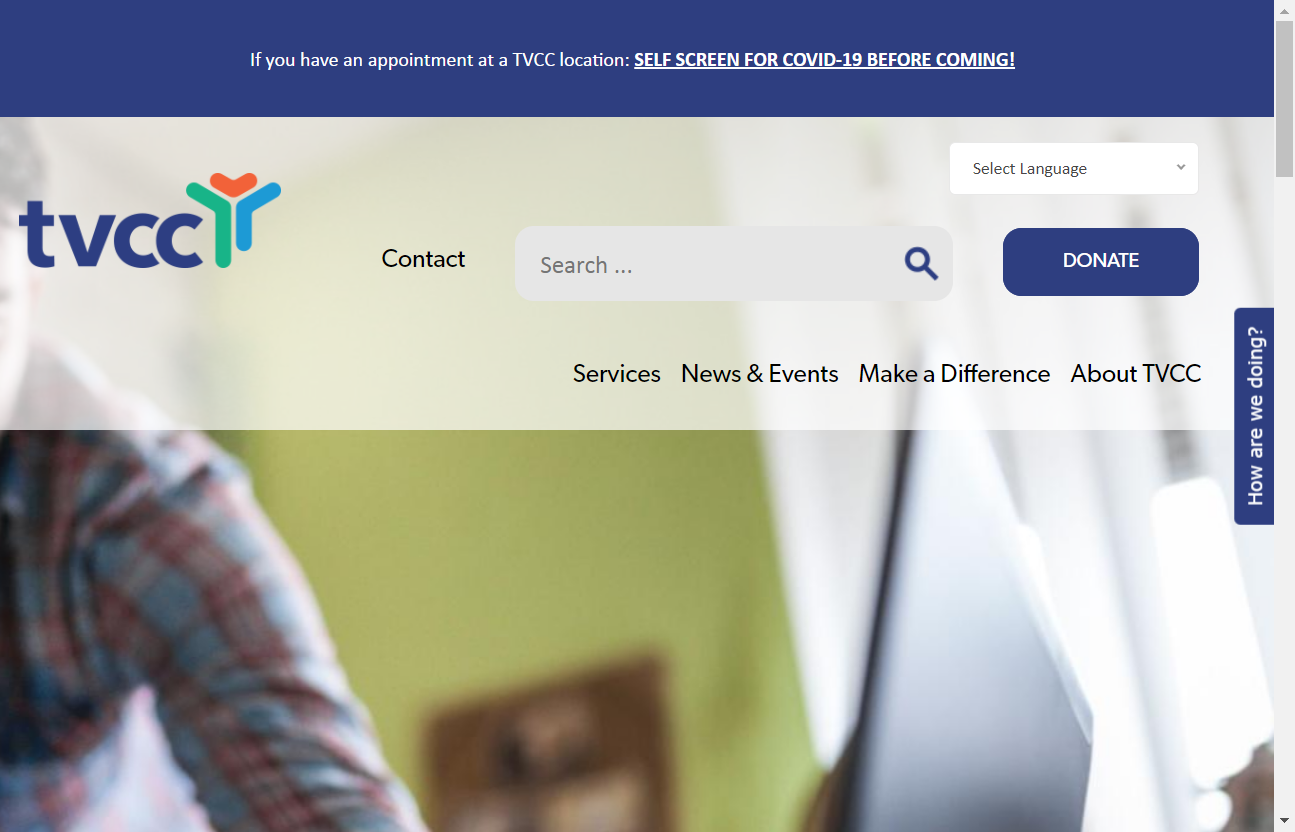 If you have an appointment at a TVCC location: SELF SCREEN FOR COVID-19 BEFORE COMING!
Select Language
tvcc
Contact
Search ...
DONATE
How are we doing?
Services News & Events Make a Difference About TVCC